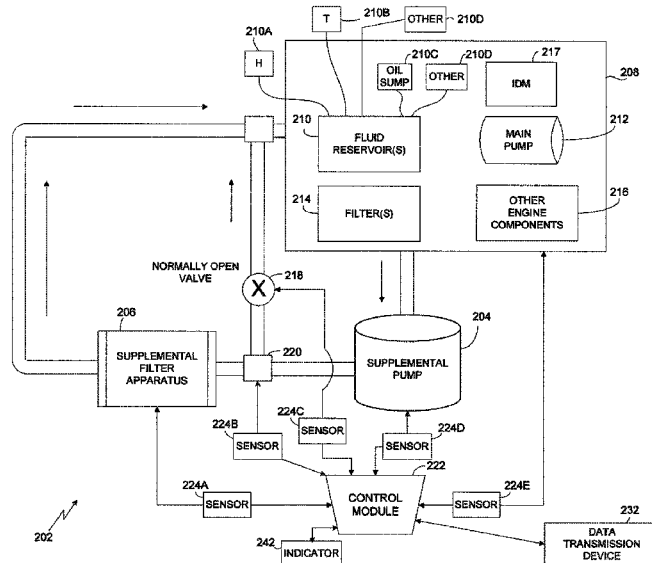 210A
H
T
210B
OTHER
210D
210C
OIL
SUMP
OTHER
210D
217
IDM
208
210
FLUID
RESERVOIR(S)
MAIN
PUMP
212
214
FILTER(S)
OTHER
ENGINE
COMPONENTS
216
NORMALLY OPEN
VALVE
218
X
206
SUPPLEMENTAL
FILTER
APPARATUS
220
204
SUPPLEMENTAL
PUMP
224B
SENSOR
224C
SENSOR
224D
SENSOR
222
224A
SENSOR
CONTROL
MODULE
224E
SENSOR
202
242
INDICATOR
232
DATA
TRANSMISSION
DEVICE